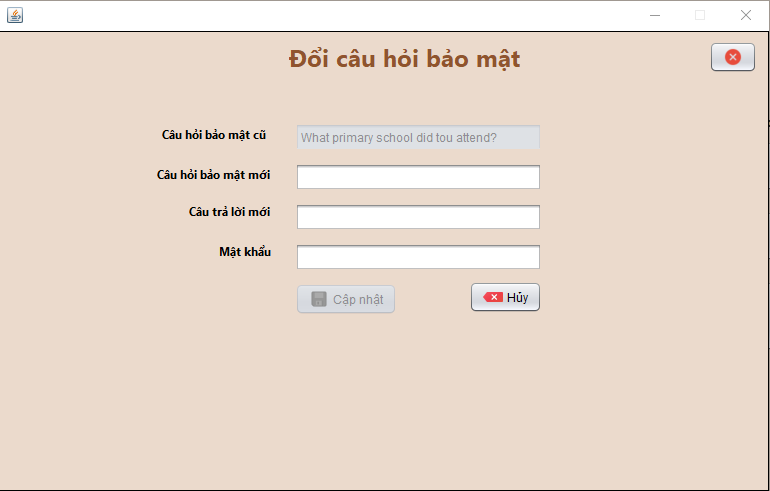 Đổi câu hỏi bảo mật
Câu hỏi bảo mật cũ
What primary school did tou attend?
Câu hỏi bảo mật mới
Câu trả lời mới
Mật khẩu
Cập nhật
Hủy